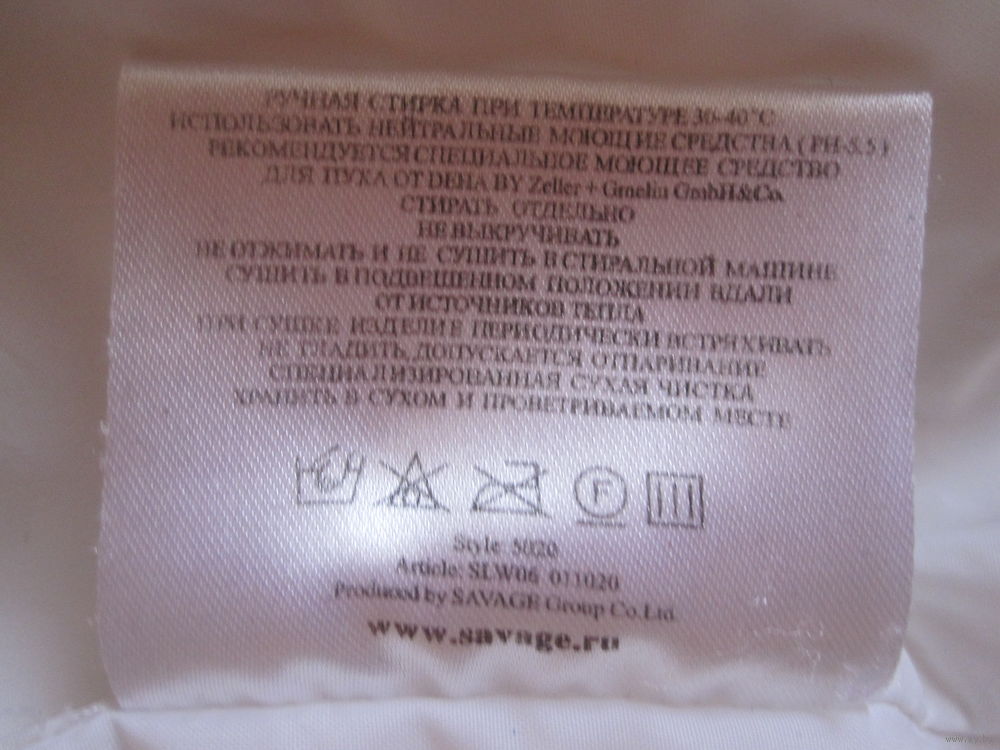 РУЧНАЯ СТИРКА ПРИ ТЕМПЕРАТУРЕ 30-40°C
ИСПОЛЬЗОВАТЬ НЕЙТРАЛЬНЫЕ МОЮЩИЕ СРЕДСТВА ( PH-5.5 )
РЕКОМЕНДУЕТСЯ СПЕЦИАЛЬНОЕ МОЮЩЕЕ СРЕДСТВО
ДЛЯ ПУХА ОТ DEHA BY Zeller + Gmelin GmbH&Co.
СТИРАТЬ ОТДЕЛЬНО
НЕ ВЫКРУЧИВАТЬ
НЕ ОТЖИМАТЬ И НЕ СУШИТЬ В СТИРАЛЬНОЙ МАШИНЕ
СУШИТЬ В ПОДВЕШЕННОМ ПОЛОЖЕНИИ ВДАЛИ
ОТ ИСТОЧНИКОВ ТЕПЛА
ПРИ СУШКЕ ИЗДЕЛИЕ ПЕРИОДИЧЕСКИ ВСТРЯХИВАТЬ
НЕ ГЛАДИТЬ, ДОПУСКАЕТСЯ ОТПАРИВАНИЕ
СПЕЦИАЛИЗИРОВАННАЯ СУХАЯ ЧИСТКА
ХРАНИТЬ В СУХОМ И ПРОВЕТРИВАЕМОМ МЕСТЕ
F
Style: 5020
Article: SLW06 011020
Produced by SAVAGE Group Co.Ltd.
www.savage.ru